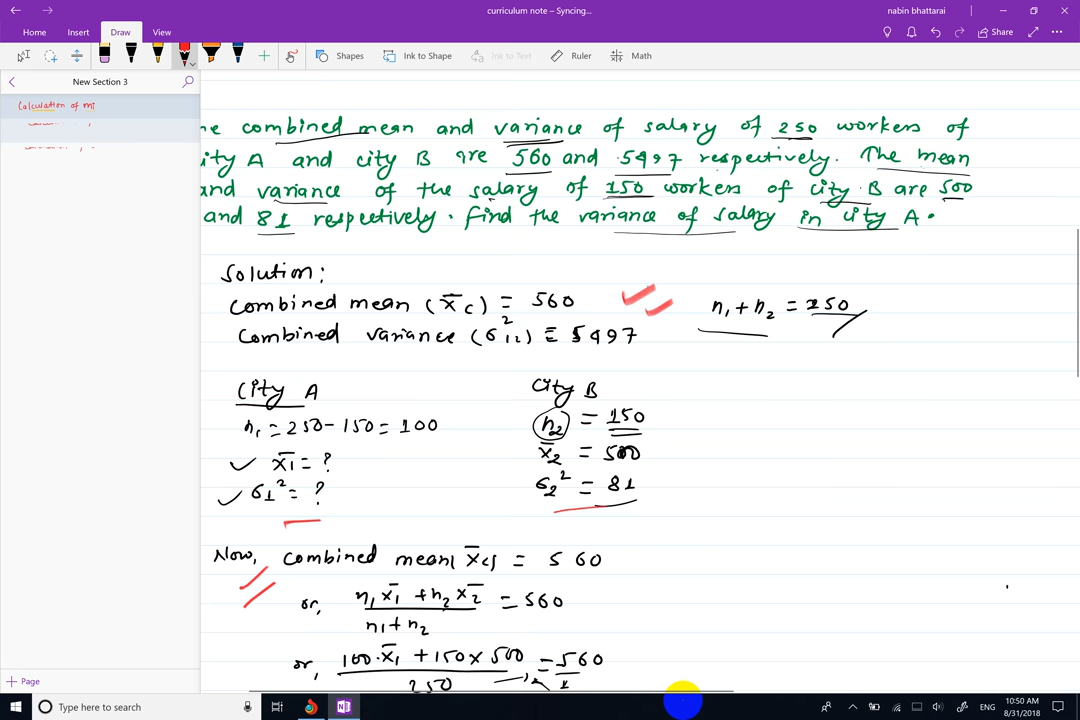 curriculum note - Syncing...
nabin bhattarai
Home
Insert
Draw
View
Share
Shapes
Ink to Shape
Ink to Text
Ruler
Math
New Section 3
Calculation of mi
ne combined mean and variance of salary of 250 workers of
ity A and city B are 560 and 5497 respectively. The mean
and variance of the salary of 150 workers of city B are 500
and 81 respectively. Find the variance of salary in city A.
Solution:
Combined mean (x̄c) = 560
n₁ + n₂ = 250
Combined variance (σ₁₂²) = 5497
City A
City B
n₁ = 250 - 150 = 100
n₂ = 150
x̄₁ = ?
x̄₂ = 500
σ₁² = ?
σ₂² = 81
Now, Combined mean (x̄c) = 560
or, n₁x̄₁ + n₂x̄₂ = 560
n₁ + n₂
or, 100.x̄₁ + 150 x 500 = 560
250 1
+ Page
Type here to search
ENG
10:50 AM
8/31/2018